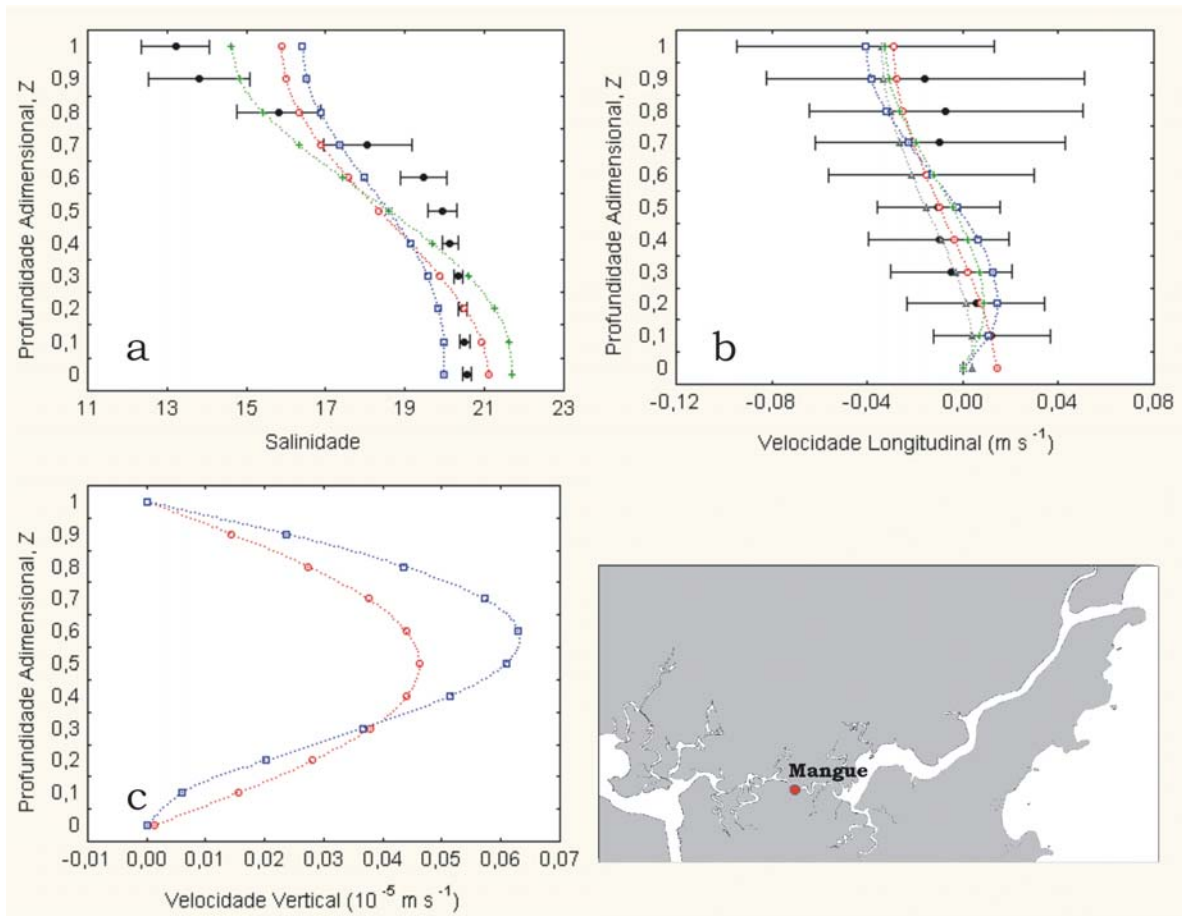 Profundidade Adimensional, Z
1
0,9
0,8
0,7
0,6
0,5
0,4
0,3
0,2
0,1
0
a
11 13 15 17 19 21 23
Salinidade
Profundidade Adimensional, Z
1
0,9
0,8
0,7
0,6
0,5
0,4
0,3
0,2
0,1
0
b
-0,12 -0,08 -0,04 0,00 0,04 0,08
Velocidade Longitudinal (m s -1)
Profundidade Adimensional, Z
1
0,9
0,8
0,7
0,6
0,5
0,4
0,3
0,2
0,1
0
c
-0,01 0,00 0,01 0,02 0,03 0,04 0,05 0,06 0,07
Velocidade Vertical (10 -5 m s -1)
Mangue